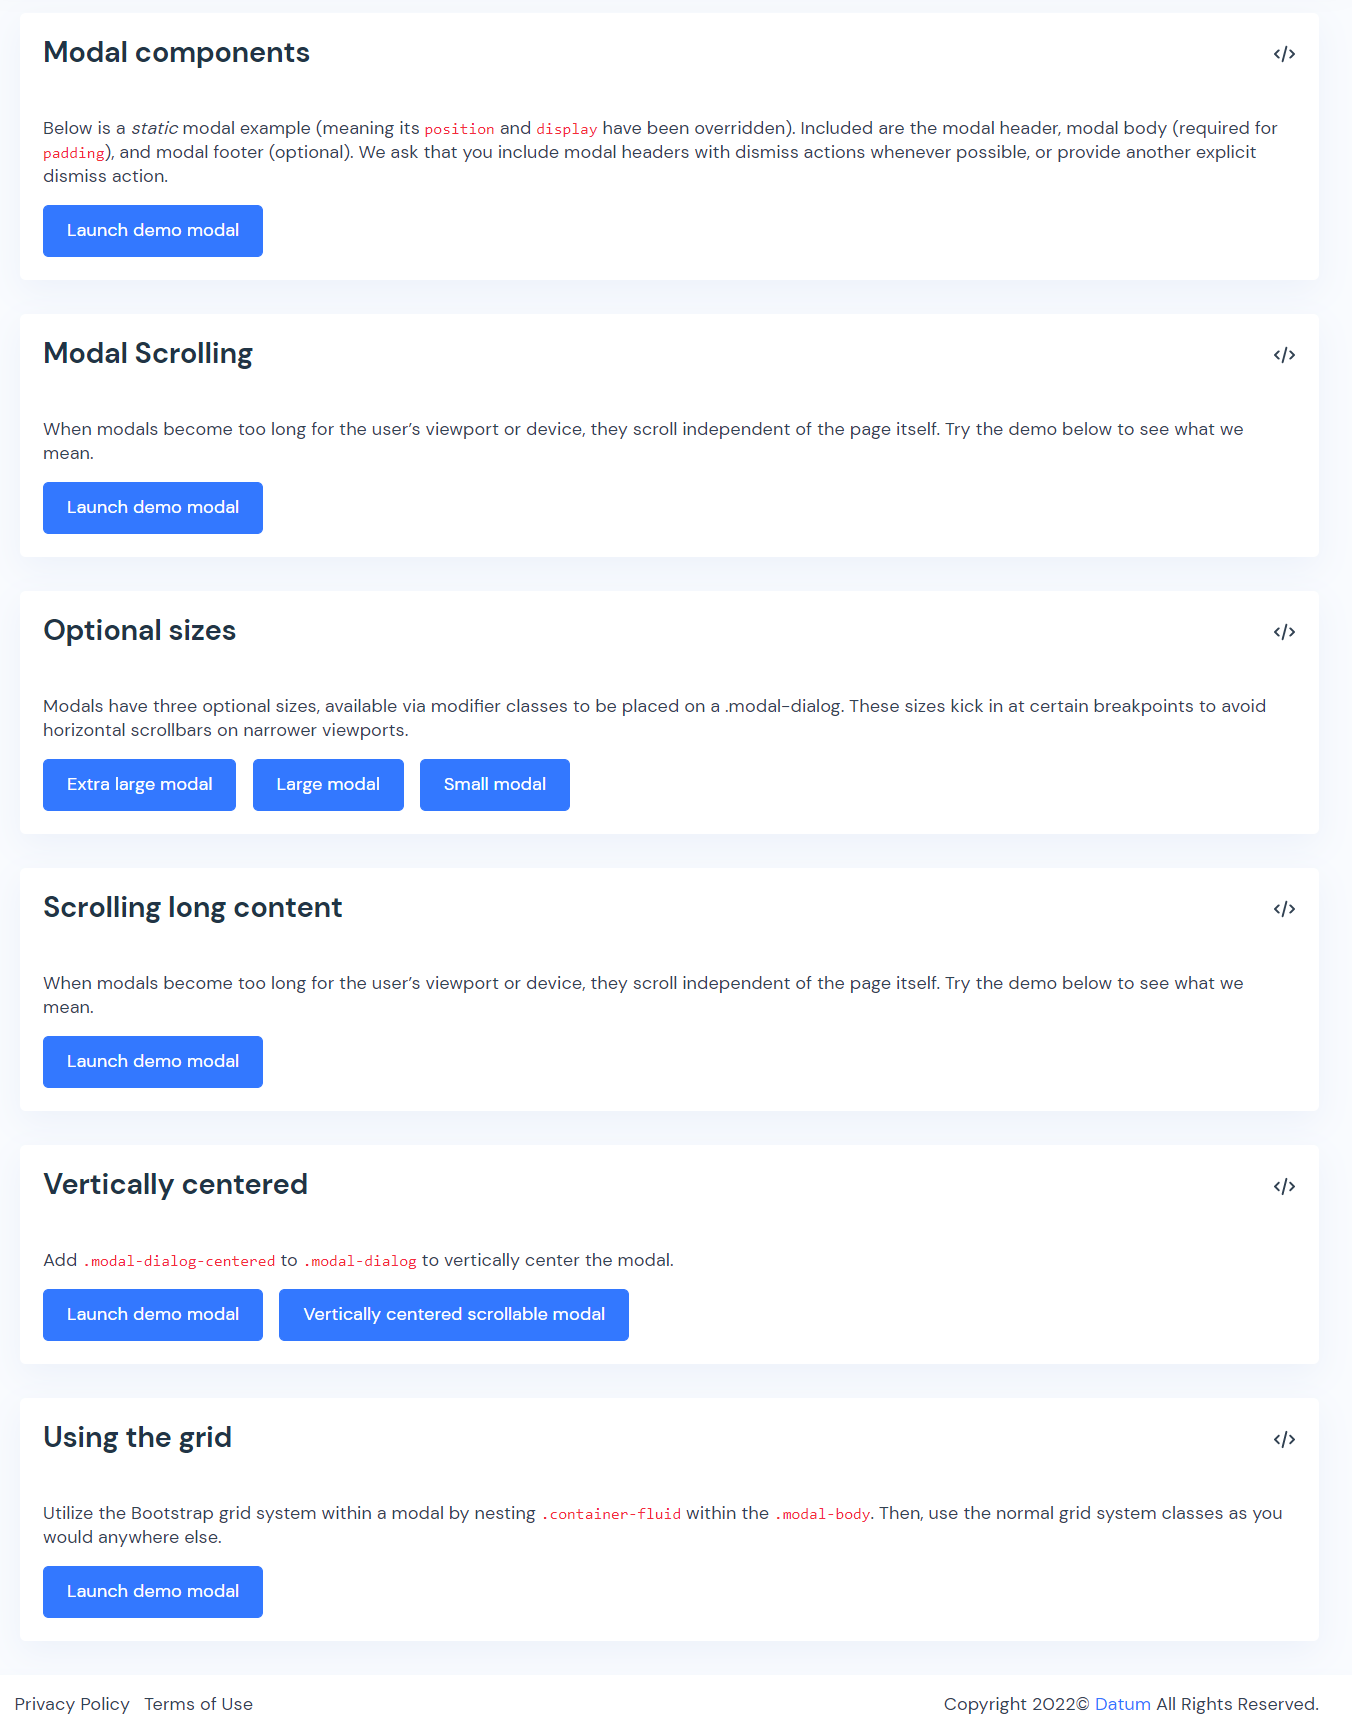 Modal components
Below is a static modal example (meaning its position and display have been overridden). Included are the modal header, modal body (required for
padding), and modal footer (optional). We ask that you include modal headers with dismiss actions whenever possible, or provide another explicit
dismiss action.
Launch demo modal
Modal Scrolling
When modals become too long for the user’s viewport or device, they scroll independent of the page itself. Try the demo below to see what we
mean.
Launch demo modal
Optional sizes
Modals have three optional sizes, available via modifier classes to be placed on a .modal-dialog. These sizes kick in at certain breakpoints to avoid
horizontal scrollbars on narrower viewports.
Extra large modal Large modal Small modal
Scrolling long content
When modals become too long for the user’s viewport or device, they scroll independent of the page itself. Try the demo below to see what we
mean.
Launch demo modal
Vertically centered
Add .modal-dialog-centered to .modal-dialog to vertically center the modal.
Launch demo modal Vertically centered scrollable modal
Using the grid
Utilize the Bootstrap grid system within a modal by nesting .container-fluid within the .modal-body. Then, use the normal grid system classes as you
would anywhere else.
Launch demo modal
Privacy Policy Terms of Use Copyright 2022© Datum All Rights Reserved.